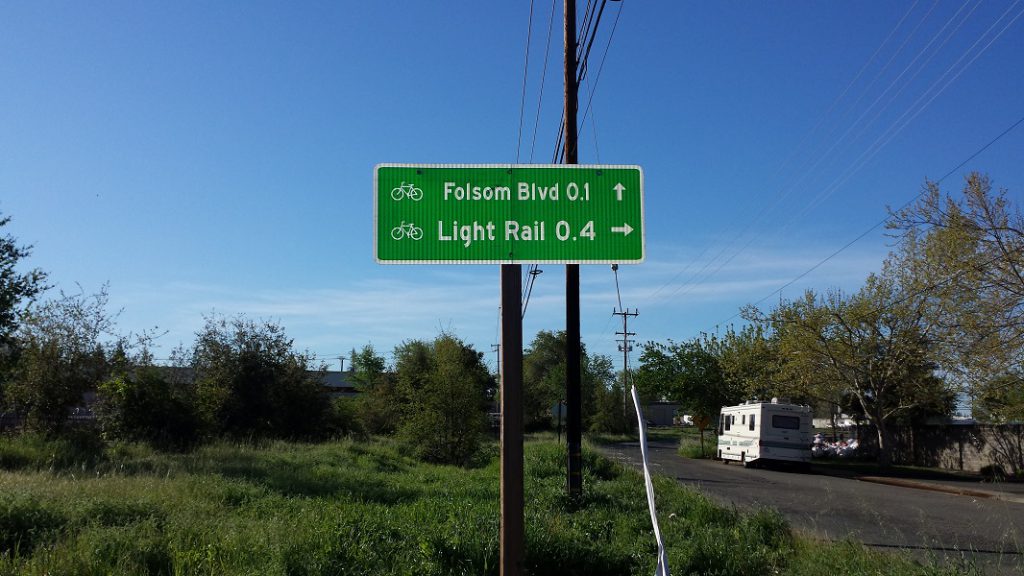 Folsom Blvd 0.1 ↑
Light Rail 0.4 →